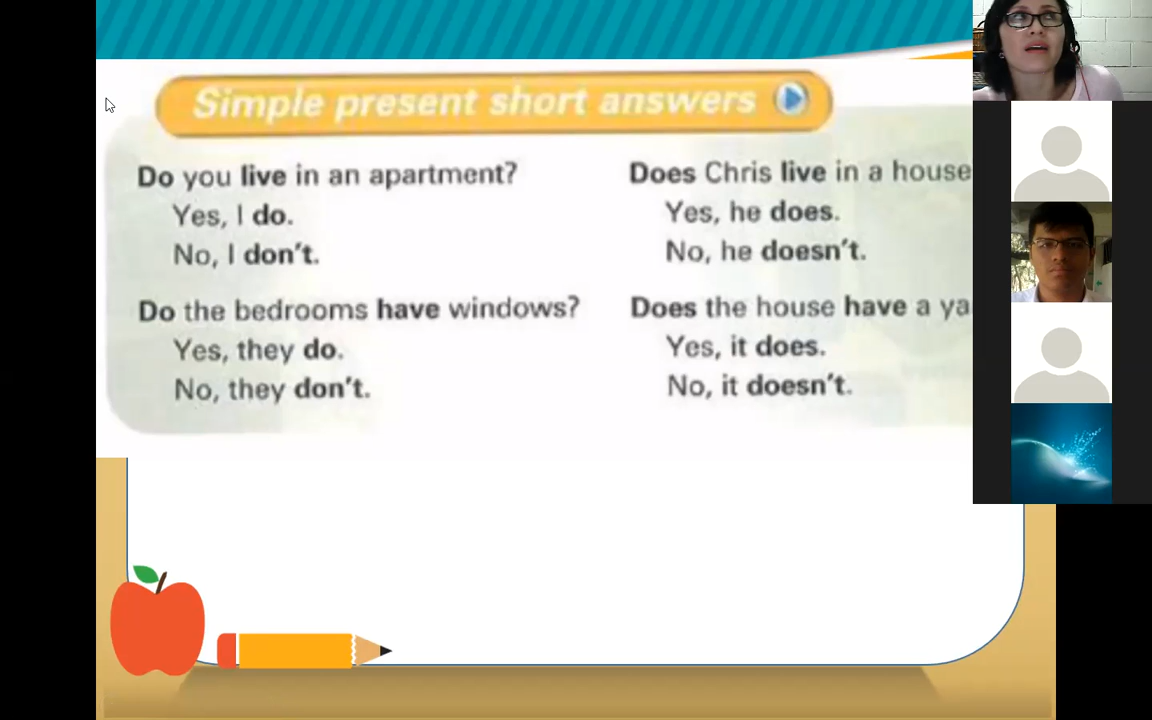 Simple present short answers
Do you live in an apartment?
Yes, I do.
No, I don't.
Do the bedrooms have windows?
Yes, they do.
No, they don't.
Does Chris live in a house
Yes, he does.
No, he doesn't.
Does the house have a ya
Yes, it does.
No, it doesn't.